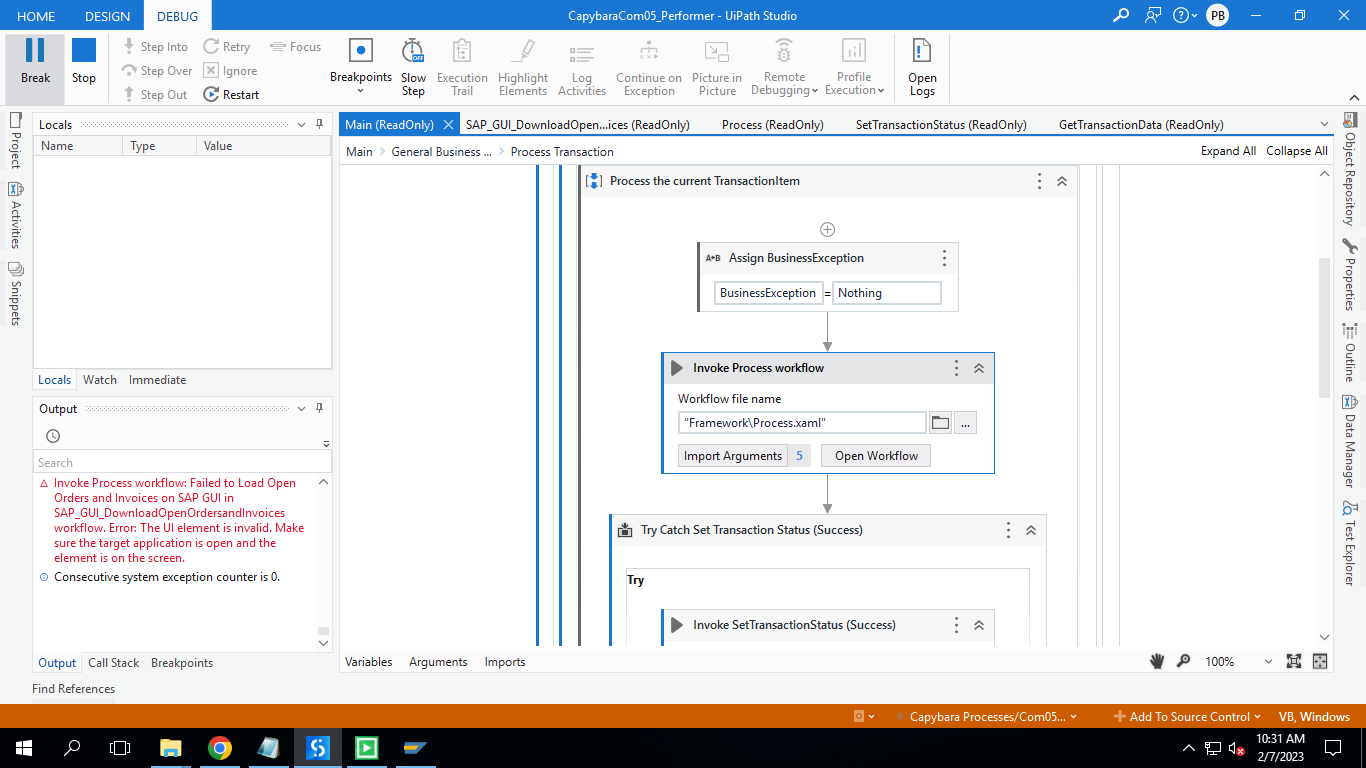 HOME DESIGN DEBUG CapybaraCom05_Performer - UiPath Studio PB
Break
Stop
Step Into
Step Over
Step Out
Retry
Ignore
Restart
Focus
Breakpoints
Slow
Step
OFF
Execution
Trail
Highlight
Elements
Log
Activities
Continue on
Exception
Picture in
Picture
Remote
Debugging
Profile
Execution
Open
Logs
Project
Activities
Snippets
Locals
Name Type Value
Locals Watch Immediate
Output
Search
Invoke Process workflow: Failed to Load Open
Orders and Invoices on SAP GUI in
SAP_GUI_DownloadOpenOrdersandInvoices
workflow. Error: The UI element is invalid. Make
sure the target application is open and the
element is on the screen.
Consecutive system exception counter is 0.
Output Call Stack Breakpoints
Find References
Main (ReadOnly) SAP_GUI_DownloadOpen...ices (ReadOnly) Process (ReadOnly) SetTransactionStatus (ReadOnly) GetTransactionData (ReadOnly)
Main General Business ... Process Transaction Expand All Collapse All
Process the current TransactionItem
A*B Assign BusinessException
BusinessException = Nothing
Invoke Process workflow
Workflow file name
"Framework\Process.xaml" ...
Import Arguments 5 Open Workflow
Try Catch Set Transaction Status (Success)
Try
Invoke SetTransactionStatus (Success)
Variables Arguments Imports 100%
Object Repository
Properties
Outline
Data Manager
Test Explorer
Capybara Processes/Com05... Add To Source Control VB, Windows
10:31 AM
2/7/2023